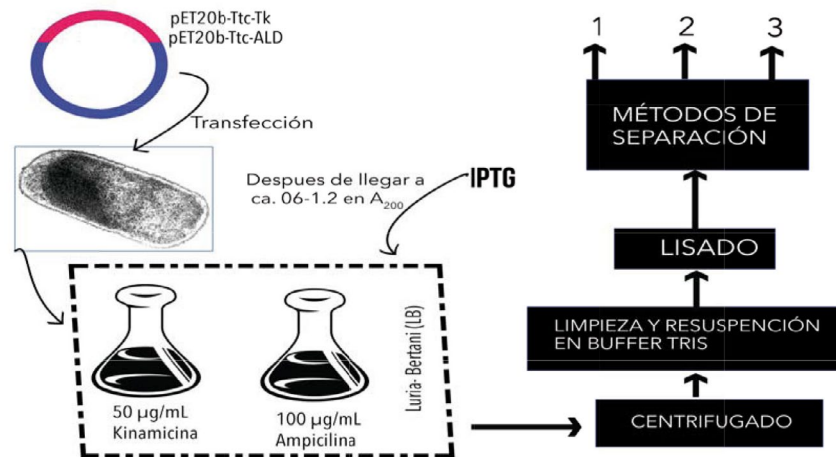 pET20b-Ttc-Tk
pET20b-Ttc-ALD
Transfección
Despues de llegar a
ca. 06-1.2 en A200
IPTG
50 µg/mL
Kinamicina
100 µg/mL
Ampicilina
Luria- Bertani (LB)
1 2 3
MÉTODOS DE
SEPARACIÓN
LISADO
LIMPIEZA Y RESUSPENCIÓN
EN BUFFER TRIS
CENTRIFUGADO